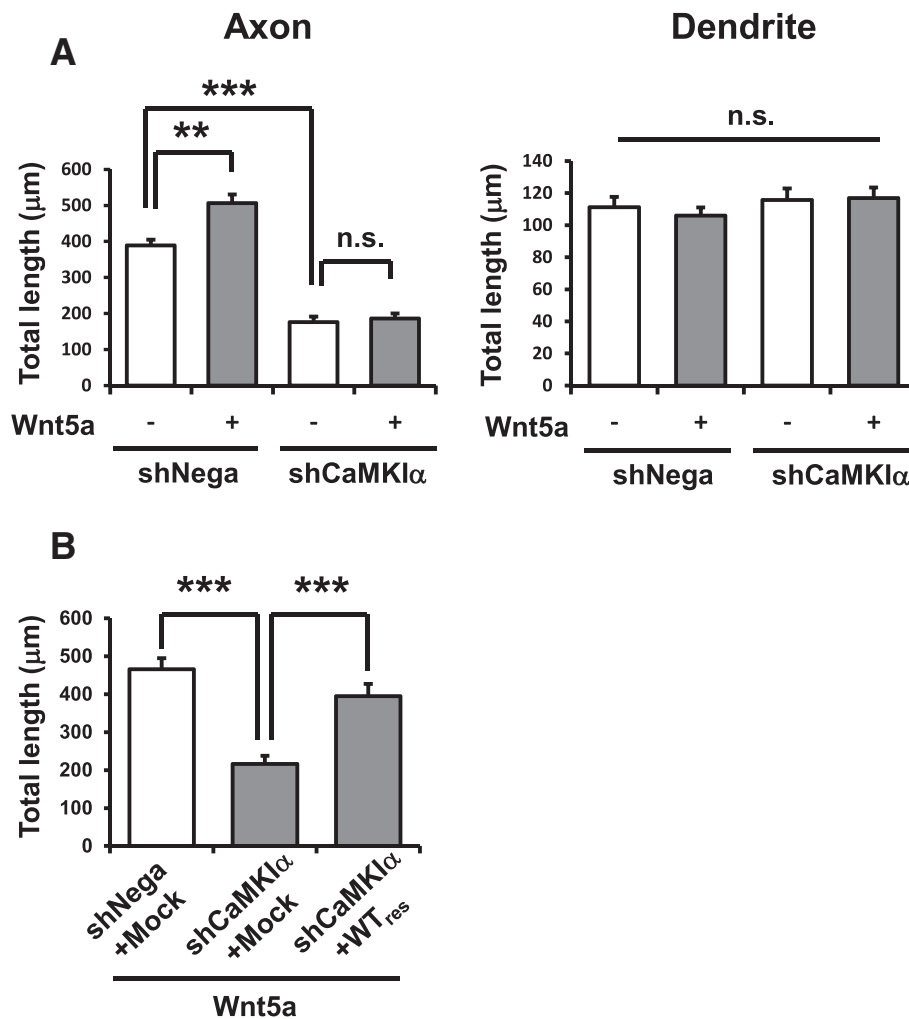 Axon
Dendrite
A
***
**
n.s.
Total length (μm)
600
500
400
300
200
100
0
Wnt5a - + - +
shNega shCaMKIα
n.s.
Total length (μm)
140
120
100
80
60
40
20
0
Wnt5a - + - +
shNega shCaMKIα
B
*** ***
Total length (μm)
600
500
400
300
200
100
0
shNega
+Mock
shCaMKIα
+Mock
shCaMKIα
+WTres
Wnt5a